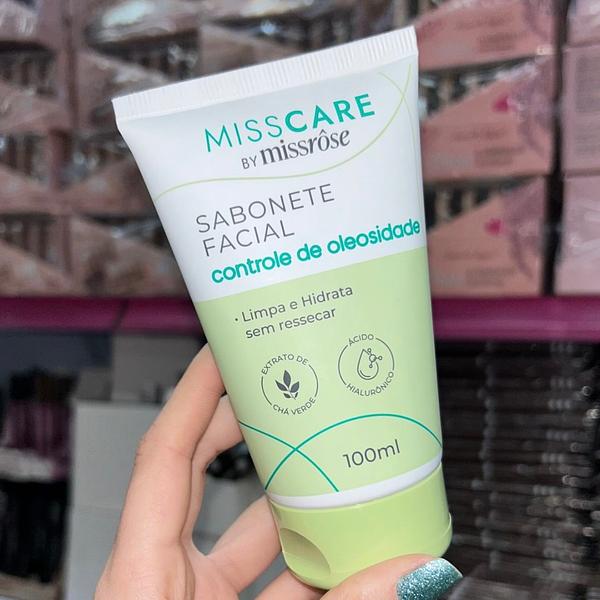 MISSCARE
BY missrôse
SABONETE
FACIAL
controle de oleosidade
• Limpa e Hidrata
sem ressecar
EXTRATO DE
CHÁ VERDE
ÁCIDO
HIALURÔNICO
100ml